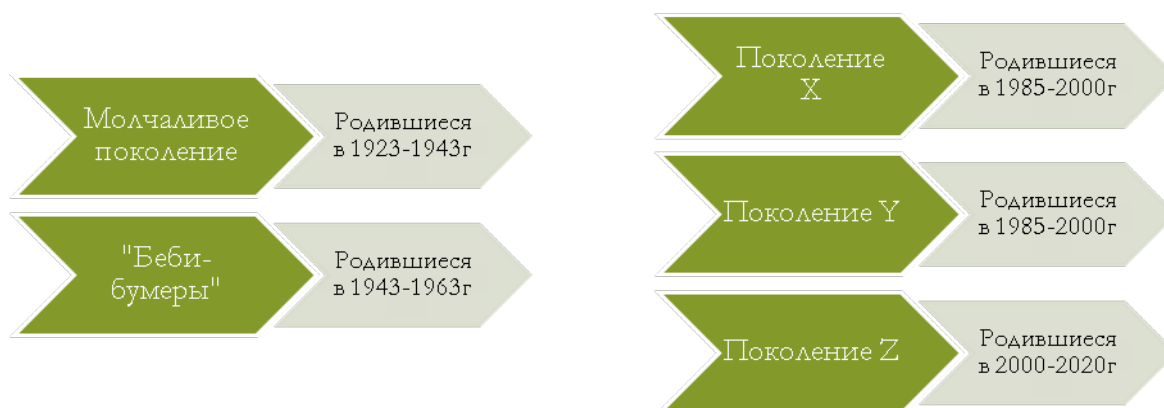 Молчаливое
поколение
Родившиеся
в 1923-1943г
"Беби-
бумеры"
Родившиеся
в 1943-1963г
Поколение
X
Родившиеся
в 1985-2000г
Поколение Y
Родившиеся
в 1985-2000г
Поколение Z
Родившиеся
в 2000-2020г